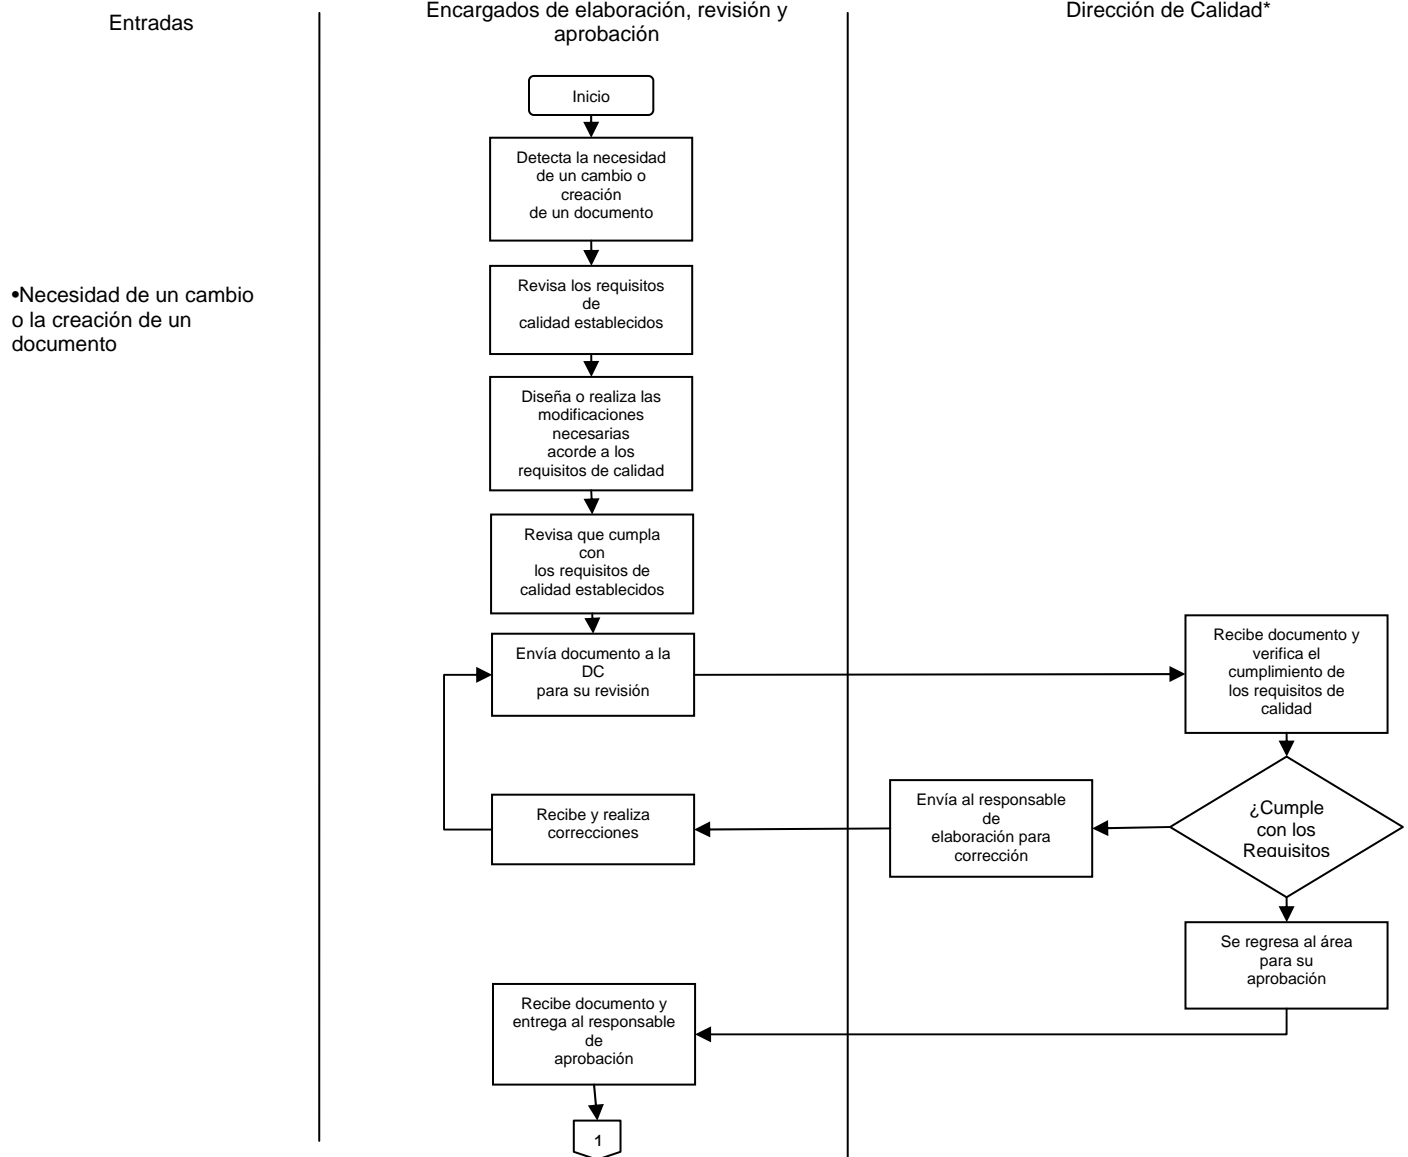 Entradas
Encargados de elaboración, revisión y
aprobación
Dirección de Calidad*
Inicio
Detecta la necesidad
de un cambio o
creación
de un documento
•Necesidad de un cambio
o la creación de un
documento
Revisa los requisitos
de
calidad establecidos
Diseña o realiza las
modificaciones
necesarias
acorde a los
requisitos de calidad
Revisa que cumpla
con
los requisitos de
calidad establecidos
Envía documento a la
DC
para su revisión
Recibe documento y
verifica el
cumplimiento de
los requisitos de
calidad
¿Cumple
con los
Requisitos
Envía al responsable
de
elaboración para
corrección
Recibe y realiza
correcciones
Se regresa al área
para su
aprobación
Recibe documento y
entrega al responsable
de
aprobación
1